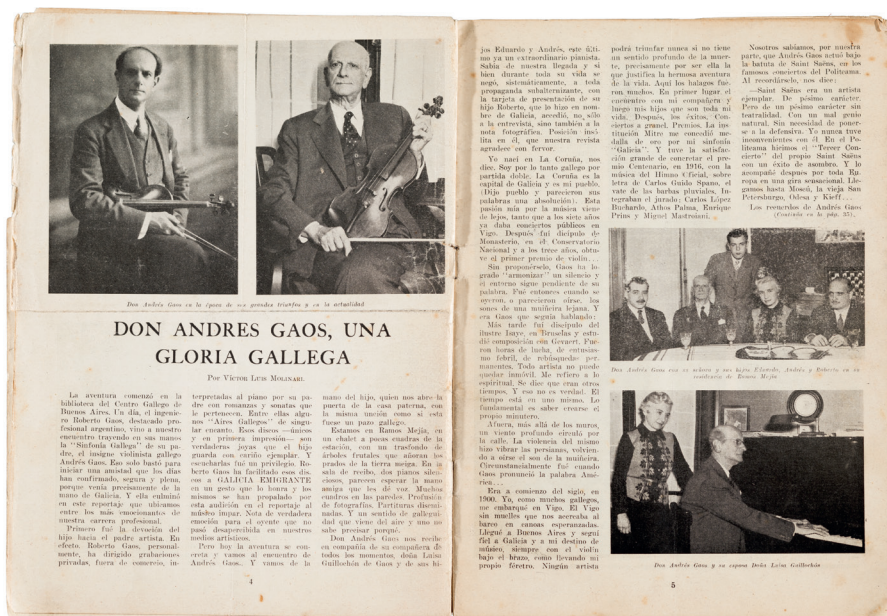 Don Andrés Gaos en la época de sus grandes triunfos y en la actualidad
DON ANDRES GAOS, UNA
GLORIA GALLEGA
Por Víctor Luis Molinari.
La aventura comenzó en la
biblioteca del Centro Gallego de
Buenos Aires. Un día, el ingenie-
ro Roberto Gaos, destacado pro-
fesional argentino, vino a nuestro
encuentro trayendo en sus manos
la "Sinfonía Gallega" de su pa-
dre, el insigne violinista gallego
Andrés Gaos. Eso solo bastó para
iniciar una amistad que los días
han confirmado, segura y plena,
porque venía precisamente de la
mano de Galicia. Y ella culminó
en este reportaje que ubicamos
entre los más emocionantes de
nuestra carrera profesional.
Primero fué la devoción del
hijo hacia el padre artista. En
efecto. Roberto Gaos, personal-
mente, ha dirigido grabaciones
privadas, fuera de comercio, in-
terpretadas al piano por su pa-
dre con romanzas y sonatas que
le pertenecen. Entre ellas algu-
nos "Aires Gallegos" de singu-
lar encanto. Esos discos —únicos
y en primera impresión— son
verdaderas joyas que el hijo
guarda con cariño ejemplar. Y
escucharlas fué un privilegio. Ro-
berto Gaos ha facilitado esos dis-
cos a GALICIA EMIGRANTE
en un gesto que lo honra y los
mismos se han propalado por
esta audición en el reportaje al
músico impar. Nota de verdadera
emoción para el oyente que no
pasó desapercibida en nuestros
medios artísticos.
Pero hoy la aventura se con-
creta y vamos al encuentro de
Andrés Gaos. Y vamos de la
mano del hijo, quien nos abre la
puerta de la casa paterna, con
la misma unción como si esta
fuese un pazo gallego.
Estamos en Ramos Mejía, en
un chalet a pocas cuadras de la
estación, con un trasfondo de
árboles frutales que añoran los
prados de la tierra meiga. En la
sala de recibo, dos pianos silen-
ciosos, parecen esperar la mano
amiga que les dé voz. Muchos
cuadros en las paredes. Profusión
de fotografías. Partituras disemi-
nadas. Y un sentido de gallegui-
dad que viene del aire y uno no
sabe precisar porqué.
Don Andrés Gaos nos recibe
en compañía de su compañera de
todos los momentos, doña Luisa
Guillochón de Gaos y de sus hi-
4
jos Eduardo y Andrés, este últi-
mo ya un extraordinario pianista.
Sabía de nuestra llegada y si
bien durante toda su vida se
negó, sistemáticamente, a toda
propaganda subalternizante, con
la tarjeta de presentación de su
hijo Roberto, que lo hizo en nom-
bre de Galicia, accedió, no sólo
a la entrevista, sino también a la
nota fotográfica. Posición insó-
lita en él, que nuestra revista
agradece con fervor.
Yo nací en La Coruña, nos
dice. Soy por lo tanto gallego por
partida doble. La Coruña es la
capital de Galicia y es mi pueblo.
(Dijo pueblo y parecieron sus
palabras una absolución). Esta
pasión mía por la música viene
de lejos, tanto que a los siete años
ya daba conciertos públicos en
Vigo. Después fuí dicípulo de
Monasterio, en el Conservatorio
Nacional y a los trece años, obtu-
ve el primer premio de violín...
Sin proponérselo, Gaos ha lo-
grado "armonizar" un silencio y
el entorno sigue pendiente de su
palabra. Fué entonces cuando se
oyeron, o parecieron oirse, los
sones de una muiñeira lejana. Y
era Gaos que seguía hablando:
Más tarde fuí discípulo del
ilustre Isaye, en Bruselas y estu-
dié composición con Gevaert. Fue-
ron horas de lucha, de entusias-
mo febril, de rebúsquedas per-
manentes. Todo artista no puede
quedar inmóvil. Me refiero a lo
espiritual. Se dice que eran otros
tiempos. Y eso no es verdad. El
tiempo está en uno mismo. Lo
fundamental es saber crearse el
propio minutero.
Afuera, más allá de los muros,
un viento profundo circuló por
la calle. La violencia del mismo
hizo vibrar las persianas, volvien-
do a oirse el son de la muiñeira.
Circunstancialmente fué cuando
Gaos pronunció la palabra Amé-
rica...
Era a comienzo del siglo, en
1900. Yo, como muchos gallegos,
me embarqué en Vigo. El Vigo
sin muelles que nos acercaba al
barco en canoas esperanzadas.
Llegué a Buenos Aires y seguí
fiel a Galicia y a mi destino de
músico, siempre con el violín
bajo el brazo, como llevando mi
propio féretro. Ningún artista
podrá triunfar nunca si no tiene
un sentido profundo de la muer-
te, precisamente por ser ella la
que justifica la hermosa aventura
de la vida. Aquí los halagos fue-
ron muchos. En primer lugar el
encuentro con mi compañera y
luego mis hijos que son toda mi
vida. Después, los éxitos. Con-
ciertos a granel. Premios. La ins-
titución Mitre me concedió me-
dalla de oro por mi sinfonía
"Galicia". Y tuve la satisfac-
ción grande de concretar el pre-
mio Centenario, en 1916, con la
música del Himno Oficial, sobre
letra de Carlos Guido Spano, el
vate de las barbas pluviales. In-
tegraban el jurado: Carlos López
Buchardo, Athos Palma, Enrique
Prins y Miguel Mastroiani.
Nosotros sabíamos, por nuestra
parte, que Andrés Gaos actuó bajo
la batuta de Saint Saëns, en los
famosos conciertos del Politeama.
Al recordárselo, nos dice:
—Saint Saëns era un artista
ejemplar. De pésimo carácter.
Pero de un pésimo carácter sin
teatralidad. Con un mal genio
natural. Sin necesidad de poner-
se a la defensiva. Yo nunca tuve
inconvenientes con él. En el Po-
liteama hicimos el "Tercer Con-
cierto" del propio Saint Saëns
con un éxito de asombro. Y lo
acompañé después por toda Eu-
ropa en una gira sensacional. Lle-
gamos hasta Moscú, la vieja San
Petersburgo, Odesa y Kieff...
Los recuerdos de Andrés Gaos
(Continúa en la pág. 35).
Don Andrés Gaos con su señora y sus hijos Eduardo, Andrés y Roberto en su
residencia de Ramos Mejía
Don Andrés Gaos y su esposa Doña Luisa Guillochón
5